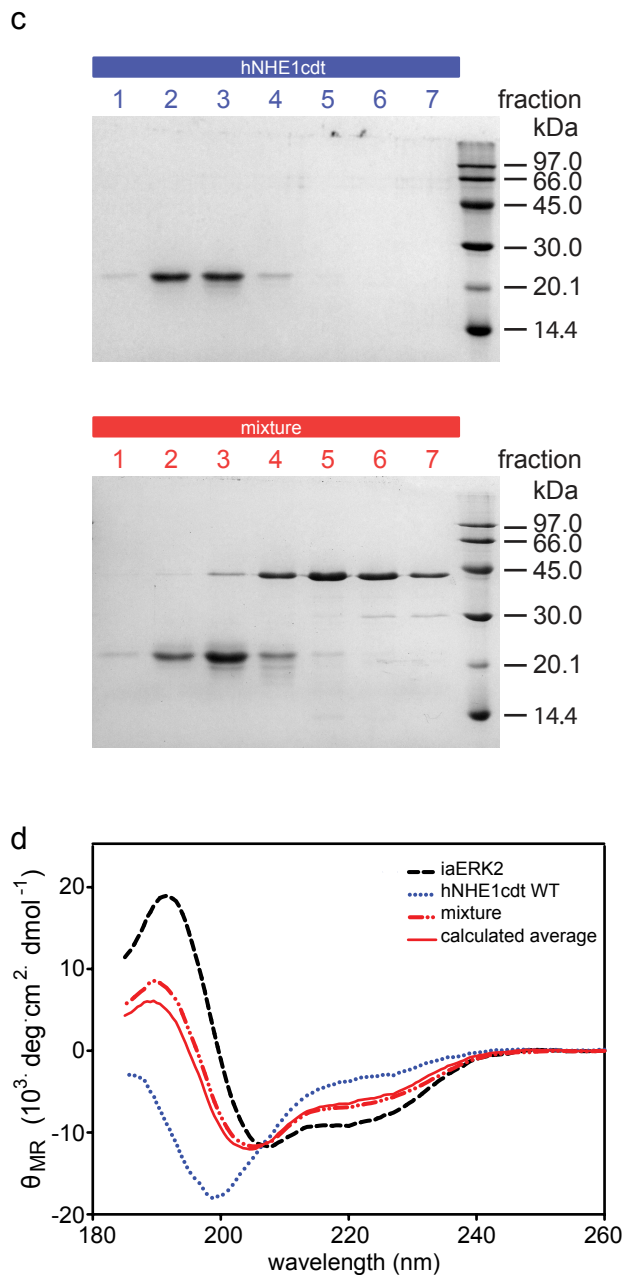 c
hNHE1cdt
1 2 3 4 5 6 7 fraction
kDa
97.0
66.0
45.0
30.0
20.1
14.4
mixture
1 2 3 4 5 6 7 fraction
kDa
97.0
66.0
45.0
30.0
20.1
14.4
d
iaERK2
hNHE1cdt WT
mixture
calculated average
20
10
0
-10
-20
θMR (10³· deg·cm²· dmol⁻¹)
180 200 220 240 260
wavelength (nm)